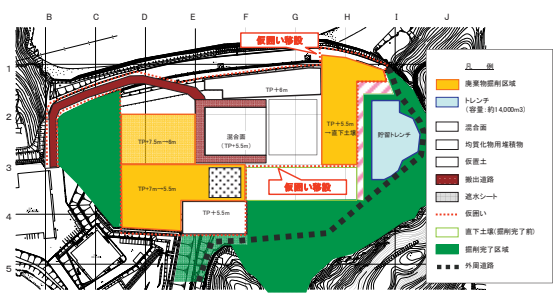 B C D E F G H I J
仮囲い移設
1
2
3
4
5
TP+6m
TP+5.5m
→直下土壌
混合面
(TP+5.5m)
TP+7.5m→6m
貯留トレンチ
TP+7m→5.5m
仮囲い移設
TP+5.5m
凡 例
廃棄物掘削区域
トレンチ
(容量:約14,000m3)
混合面
均質化物用堆積物
仮置土
搬出道路
遮水シート
仮囲い
直下土壌(掘削完了前)
掘削完了区域
外周道路